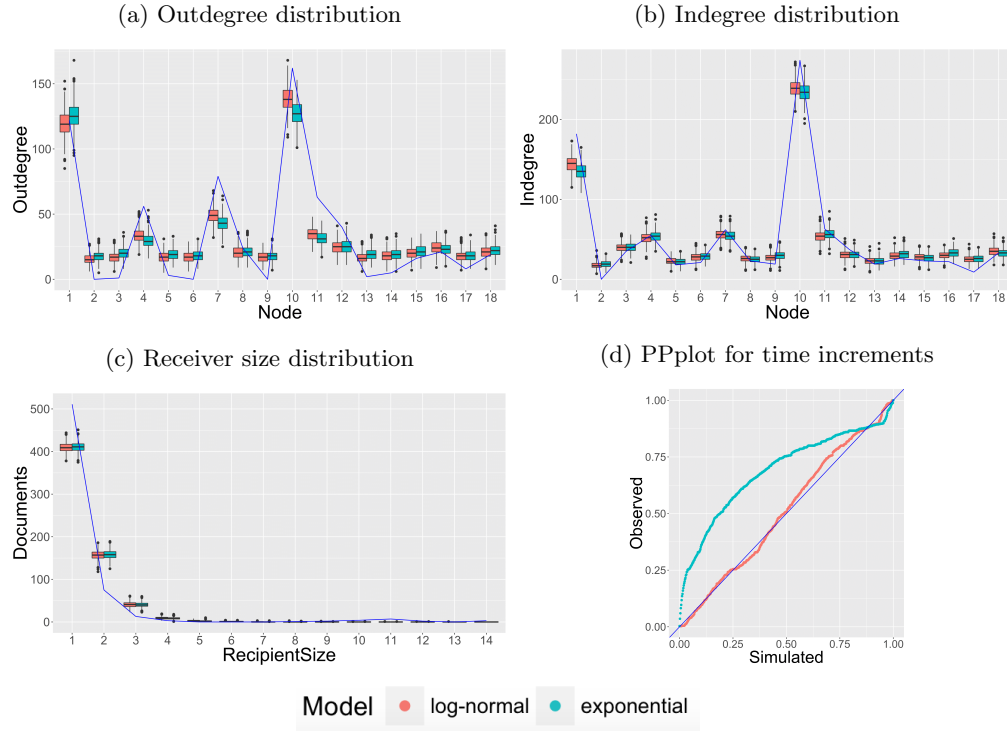 (a) Outdegree distribution
(b) Indegree distribution
Outdegree
150
100
50
0
1 2 3 4 5 6 7 8 9 10 11 12 13 14 15 16 17 18
Node
Indegree
200
100
0
1 2 3 4 5 6 7 8 9 10 11 12 13 14 15 16 17 18
Node
(c) Receiver size distribution
(d) PPplot for time increments
Documents
500
400
300
200
100
0
1 2 3 4 5 6 7 8 9 10 11 12 13 14
RecipientSize
Observed
1.00
0.75
0.50
0.25
0.00
0.00 0.25 0.50 0.75 1.00
Simulated
Model log-normal exponential